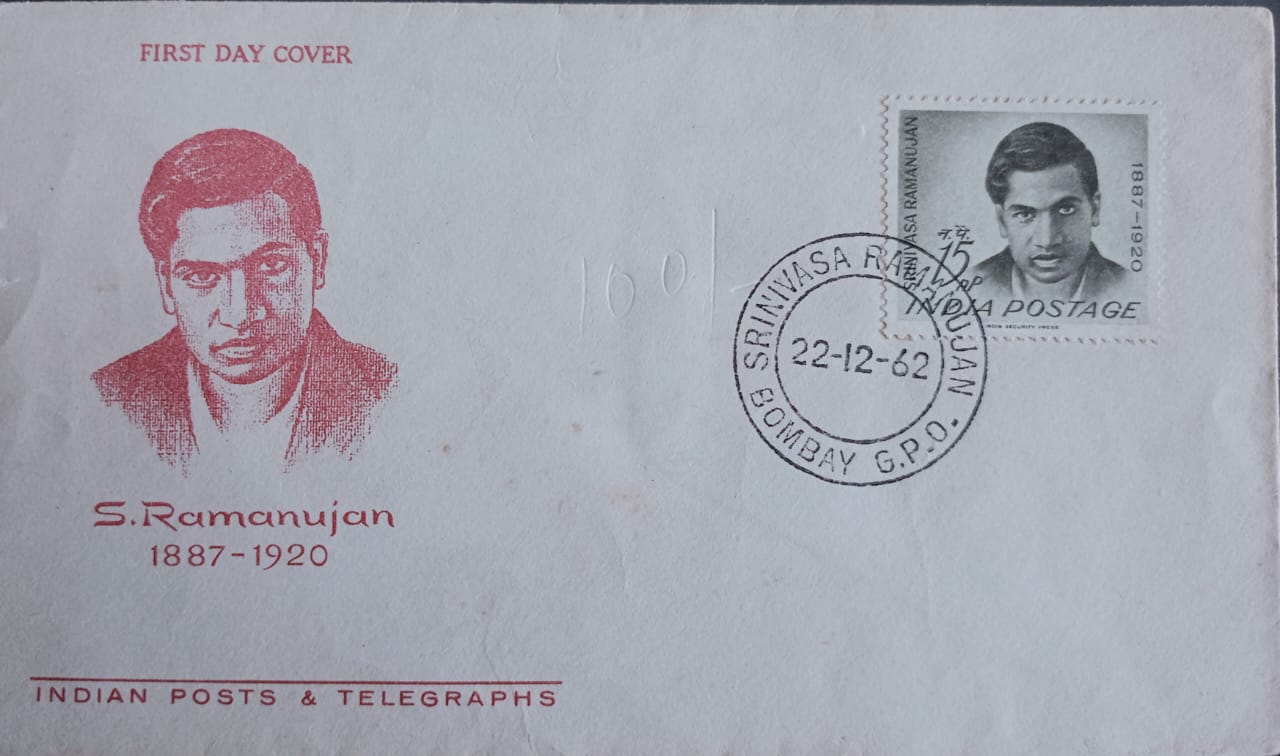 FIRST DAY COVER
S. Ramanujan
1887-1920
INDIAN POSTS & TELEGRAPHS
1001
SRINIVASA RAMANUJAN
1887-1920
न.पै.
15
nP
INDIA POSTAGE
INDIA SECURITY PRESS
SRINIVASA RAMANUJAN
22-12-62
BOMBAY G.P.O.